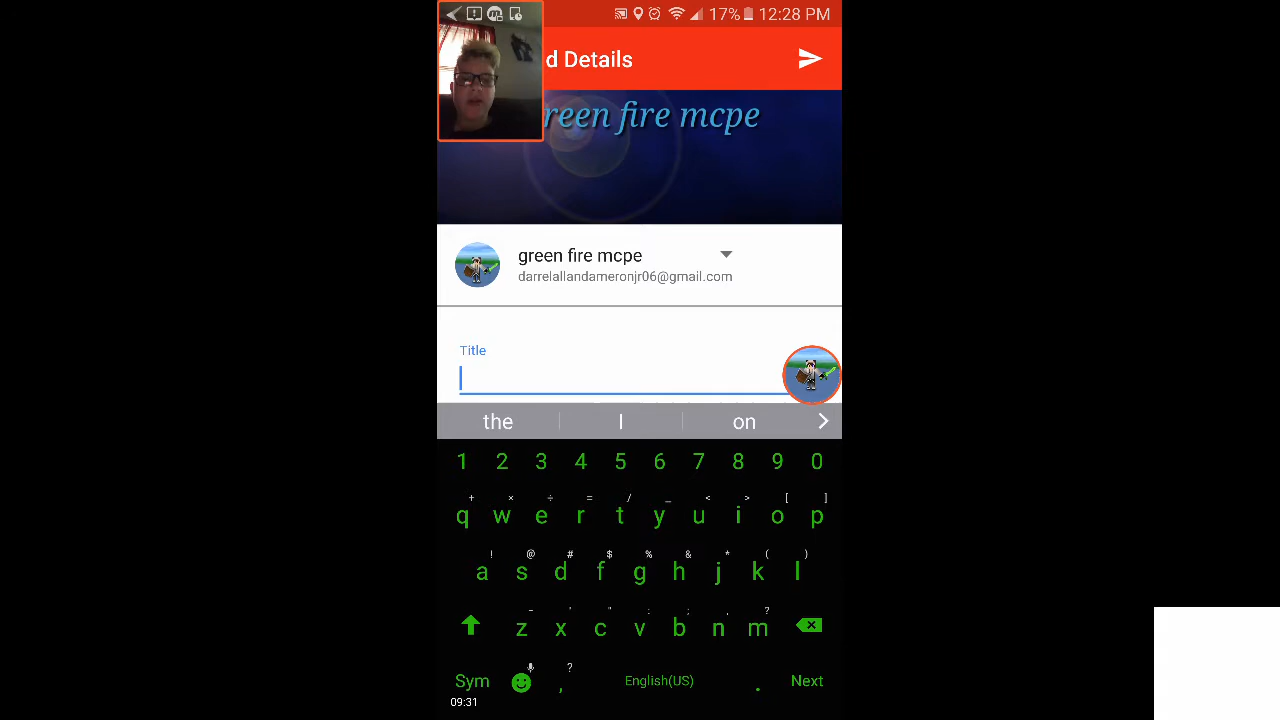 17% 12:28 PM
d Details
reen fire mcpe
green fire mcpe
darrelallandameronjr06@gmail.com
Title
the I on
1 2 3 4 5 6 7 8 9 0
+ × ÷ = / _ < > [ ]
q w e r t y u i o p
! @ # $ % & * ( )
a s d f g h j k l
- ' " : ; , ?
z x c v b n m
?
Sym , English(US) . Next
09:31